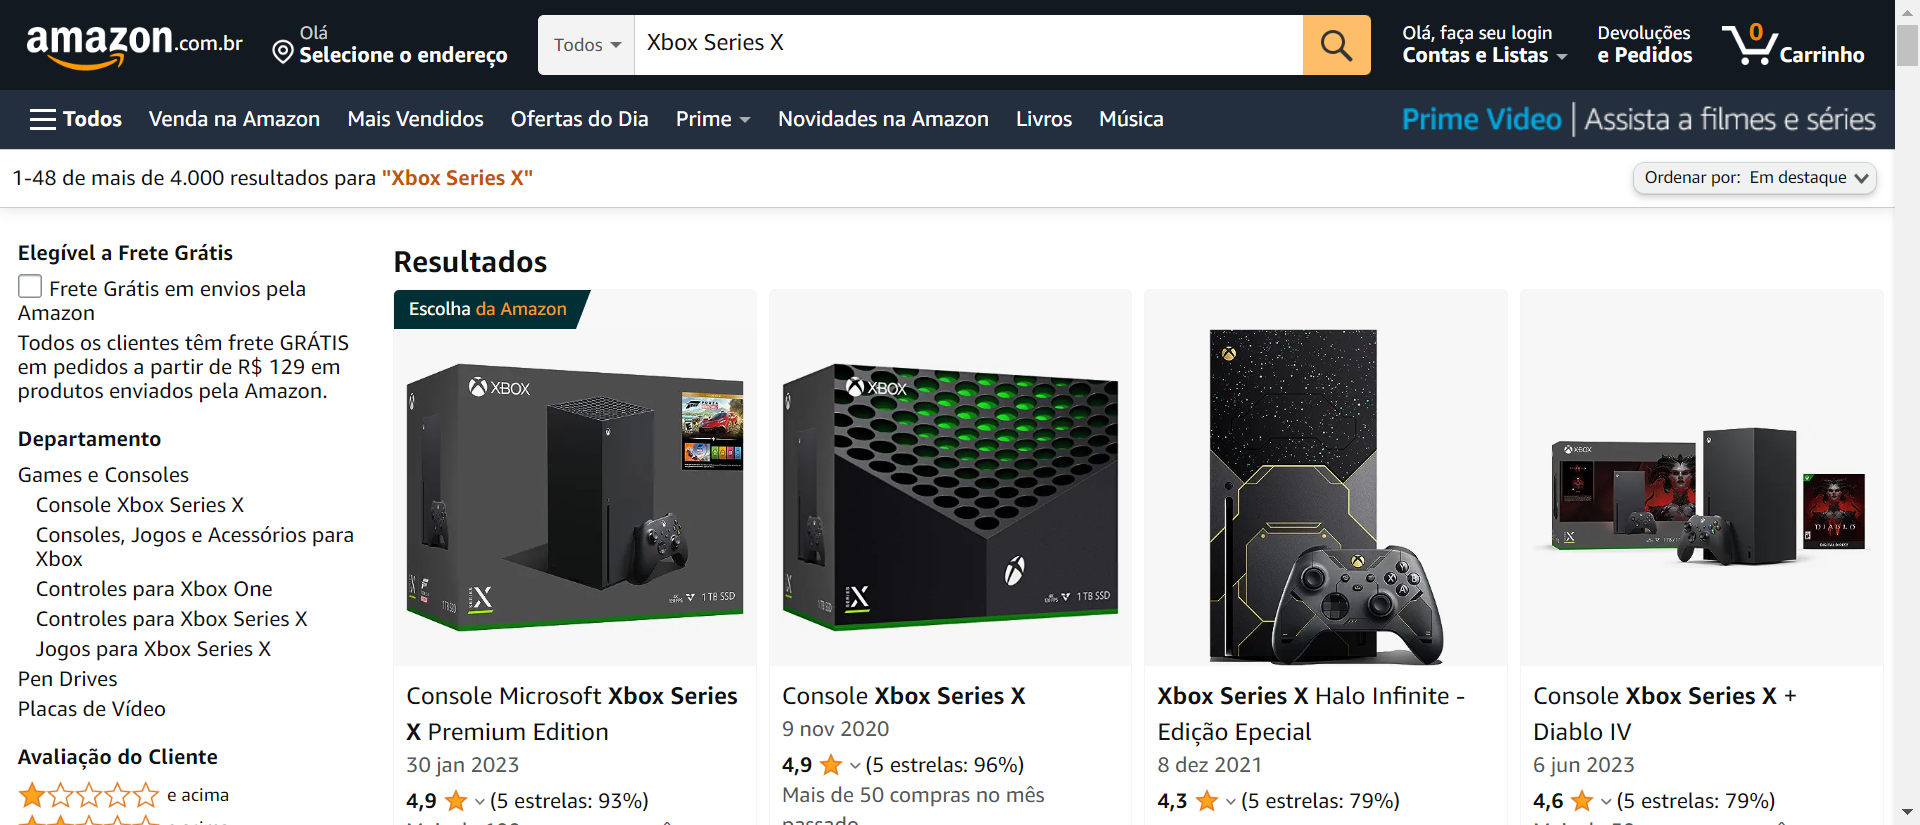 amazon.com.br
Olá
Selecione o endereço
Todos
Xbox Series X
Olá, faça seu login
Contas e Listas
Devoluções
e Pedidos
0
Carrinho
Todos
Venda na Amazon
Mais Vendidos
Ofertas do Dia
Prime
Novidades na Amazon
Livros
Música
Prime Video | Assista a filmes e séries
1-48 de mais de 4.000 resultados para "Xbox Series X"
Ordenar por: Em destaque
Elegível a Frete Grátis
Frete Grátis em envios pela
Amazon
Todos os clientes têm frete GRÁTIS
em pedidos a partir de R$ 129 em
produtos enviados pela Amazon.
Departamento
Games e Consoles
Console Xbox Series X
Consoles, Jogos e Acessórios para
Xbox
Controles para Xbox One
Controles para Xbox Series X
Jogos para Xbox Series X
Pen Drives
Placas de Vídeo
Avaliação do Cliente
e acima
Resultados
Escolha da Amazon
XBOX
SERIES X
1TB SSD
Console Microsoft Xbox Series
X Premium Edition
30 jan 2023
4,9 (5 estrelas: 93%)
XBOX
SERIES X
1TB SSD
Console Xbox Series X
9 nov 2020
4,9 (5 estrelas: 96%)
Mais de 50 compras no mês
passado
Xbox Series X Halo Infinite -
Edição Epecial
8 dez 2021
4,3 (5 estrelas: 79%)
XBOX
DIABLO
Console Xbox Series X +
Diablo IV
6 jun 2023
4,6 (5 estrelas: 79%)